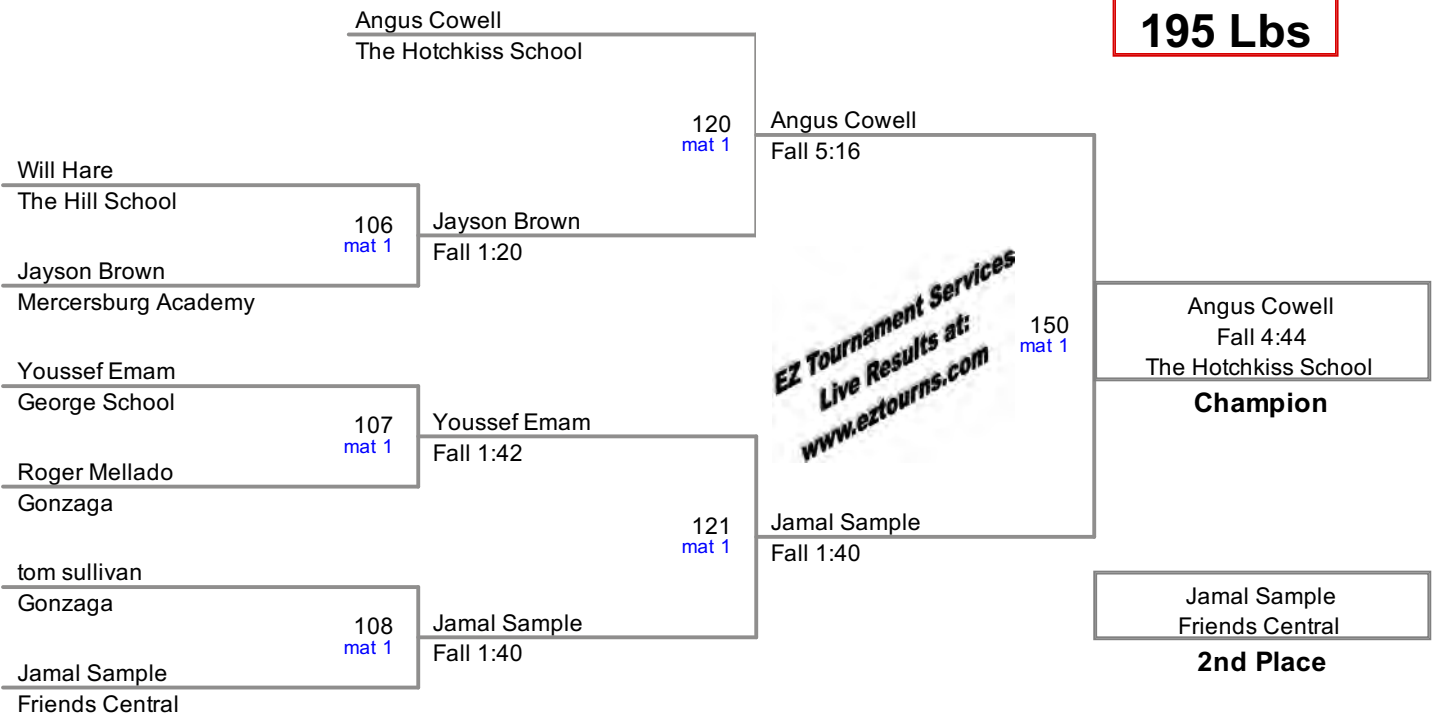 195 Lbs
Angus Cowell
The Hotchkiss School
120
mat 1
Angus Cowell
Fall 5:16
Will Hare
The Hill School
106
mat 1
Jayson Brown
Fall 1:20
Jayson Brown
Mercersburg Academy
EZ Tournament Services
Live Results at:
www.eztourns.com
150
mat 1
Angus Cowell
Fall 4:44
The Hotchkiss School
Champion
Youssef Emam
George School
107
mat 1
Youssef Emam
Fall 1:42
Roger Mellado
Gonzaga
121
mat 1
Jamal Sample
Fall 1:40
tom sullivan
Gonzaga
108
mat 1
Jamal Sample
Fall 1:40
Jamal Sample
Friends Central
Jamal Sample
Friends Central
2nd Place